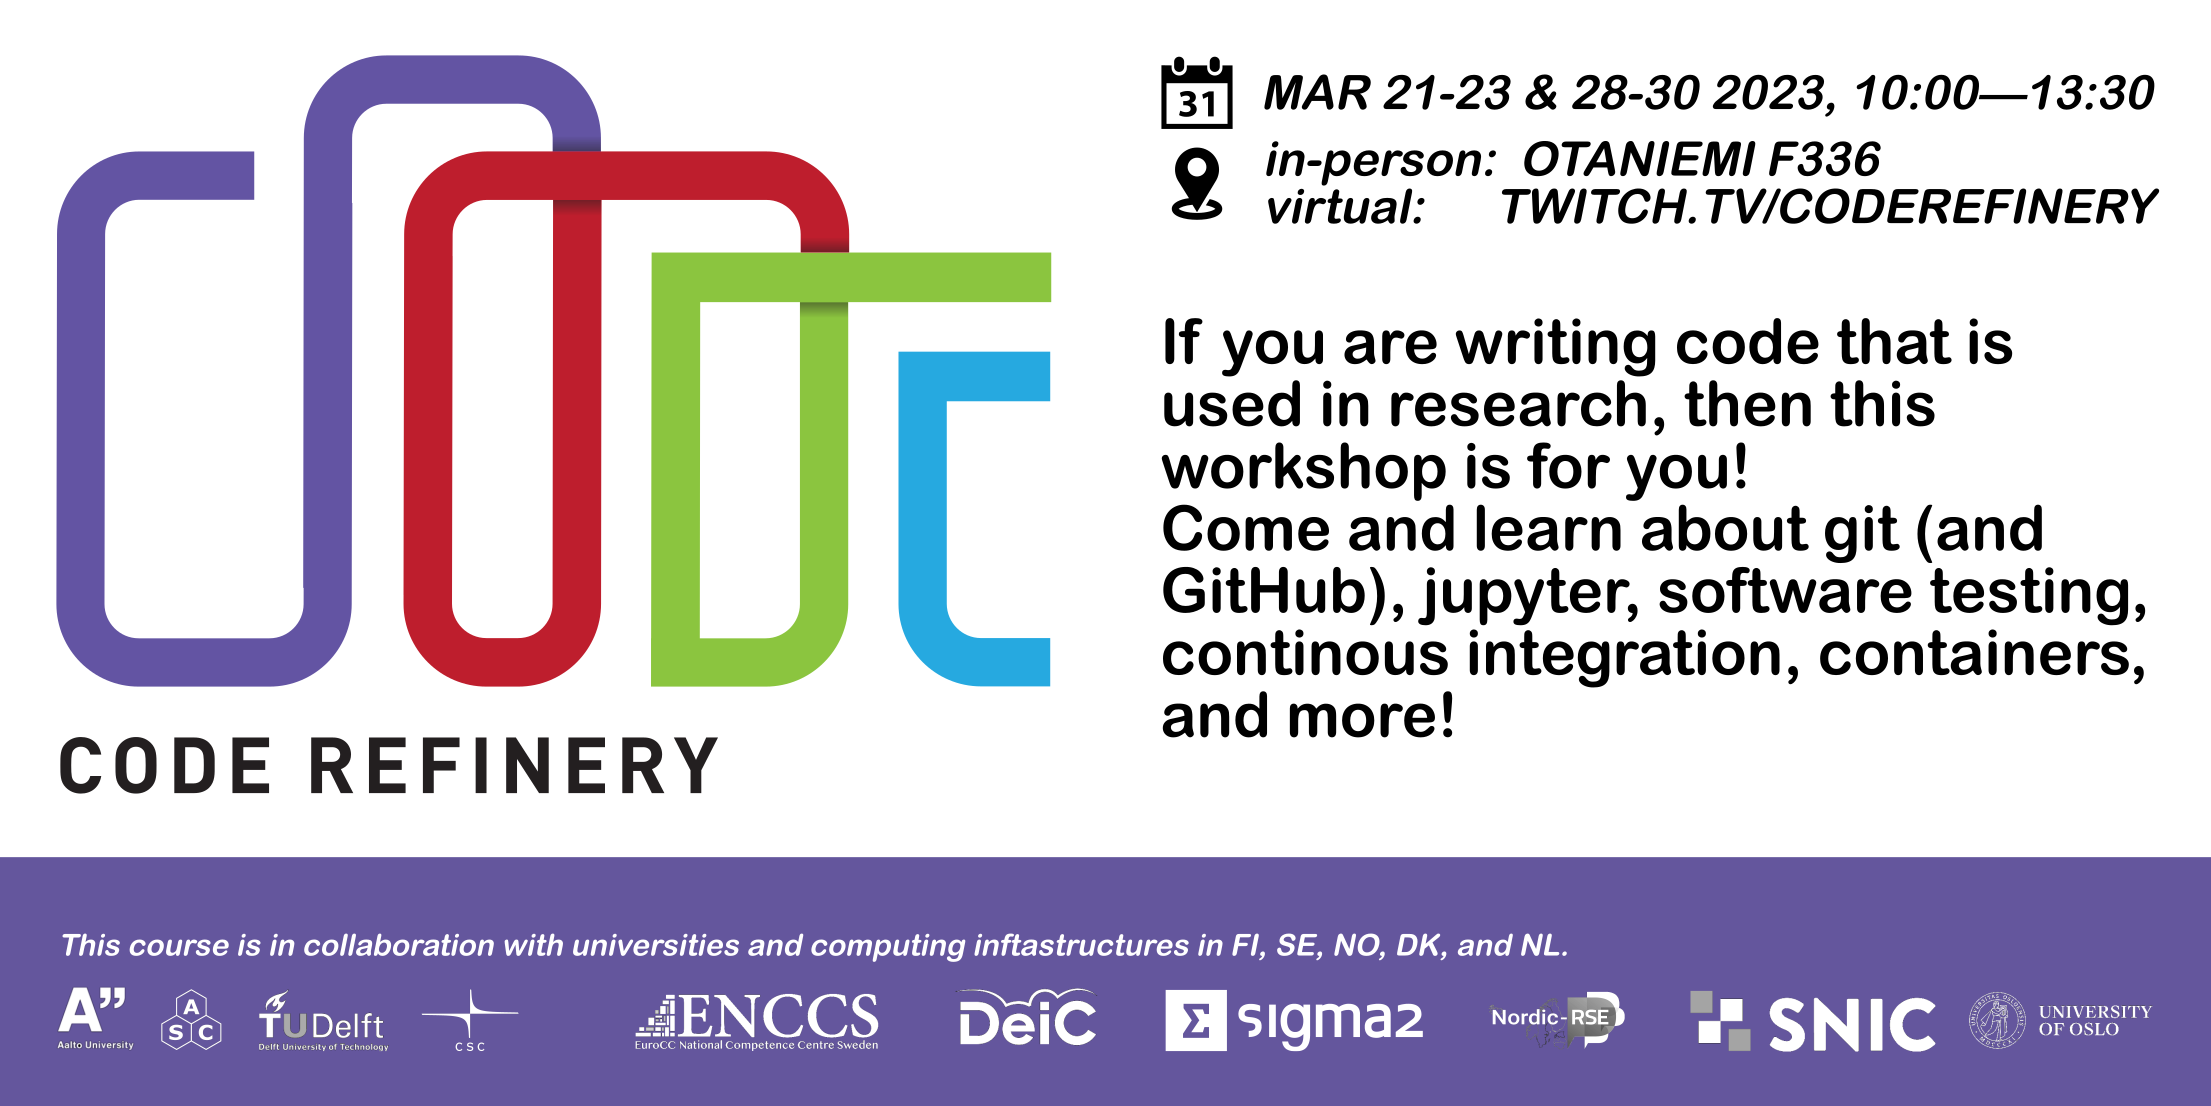 CODE REFINERY
31
MAR 21-23 & 28-30 2023, 10:00—13:30
in-person: OTANIEMI F336
virtual: TWITCH.TV/CODEREFINERY
If you are writing code that is
used in research, then this
workshop is for you!
Come and learn about git (and
GitHub), jupyter, software testing,
continous integration, containers,
and more!
This course is in collaboration with universities and computing inftastructures in FI, SE, NO, DK, and NL.
A”
Aalto University
A
S C
TU Delft
Delft University of Technology
CSC
ENCCS
EuroCC National Competence Centre Sweden
DeiC
Σ sigma2
Nordic-RSE
SNIC
UNIVERSITY
OF OSLO